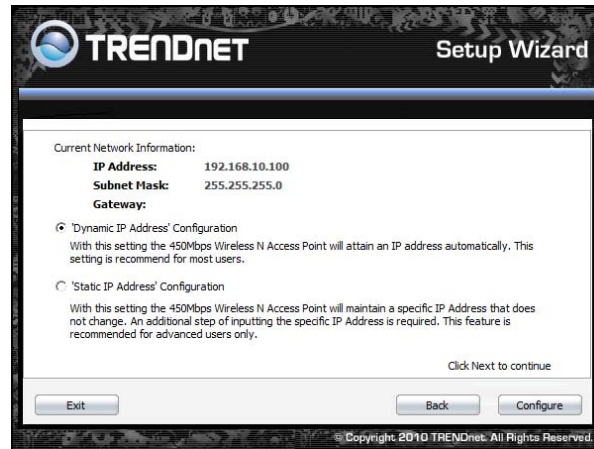 TRENDNET
Setup Wizard
Current Network Information:
IP Address: 192.168.10.100
Subnet Mask: 255.255.255.0
Gateway:
'Dynamic IP Address' Configuration
With this setting the 450Mbps Wireless N Access Point will attain an IP address automatically. This
setting is recommend for most users.
'Static IP Address' Configuration
With this setting the 450Mbps Wireless N Access Point will maintain a specific IP Address that does
not change. An additional step of inputting the specific IP Address is required. This feature is
recommended for advanced users only.
Click Next to continue
Exit
Back
Configure
© Copyright 2010 TRENDnet. All Rights Reserved.